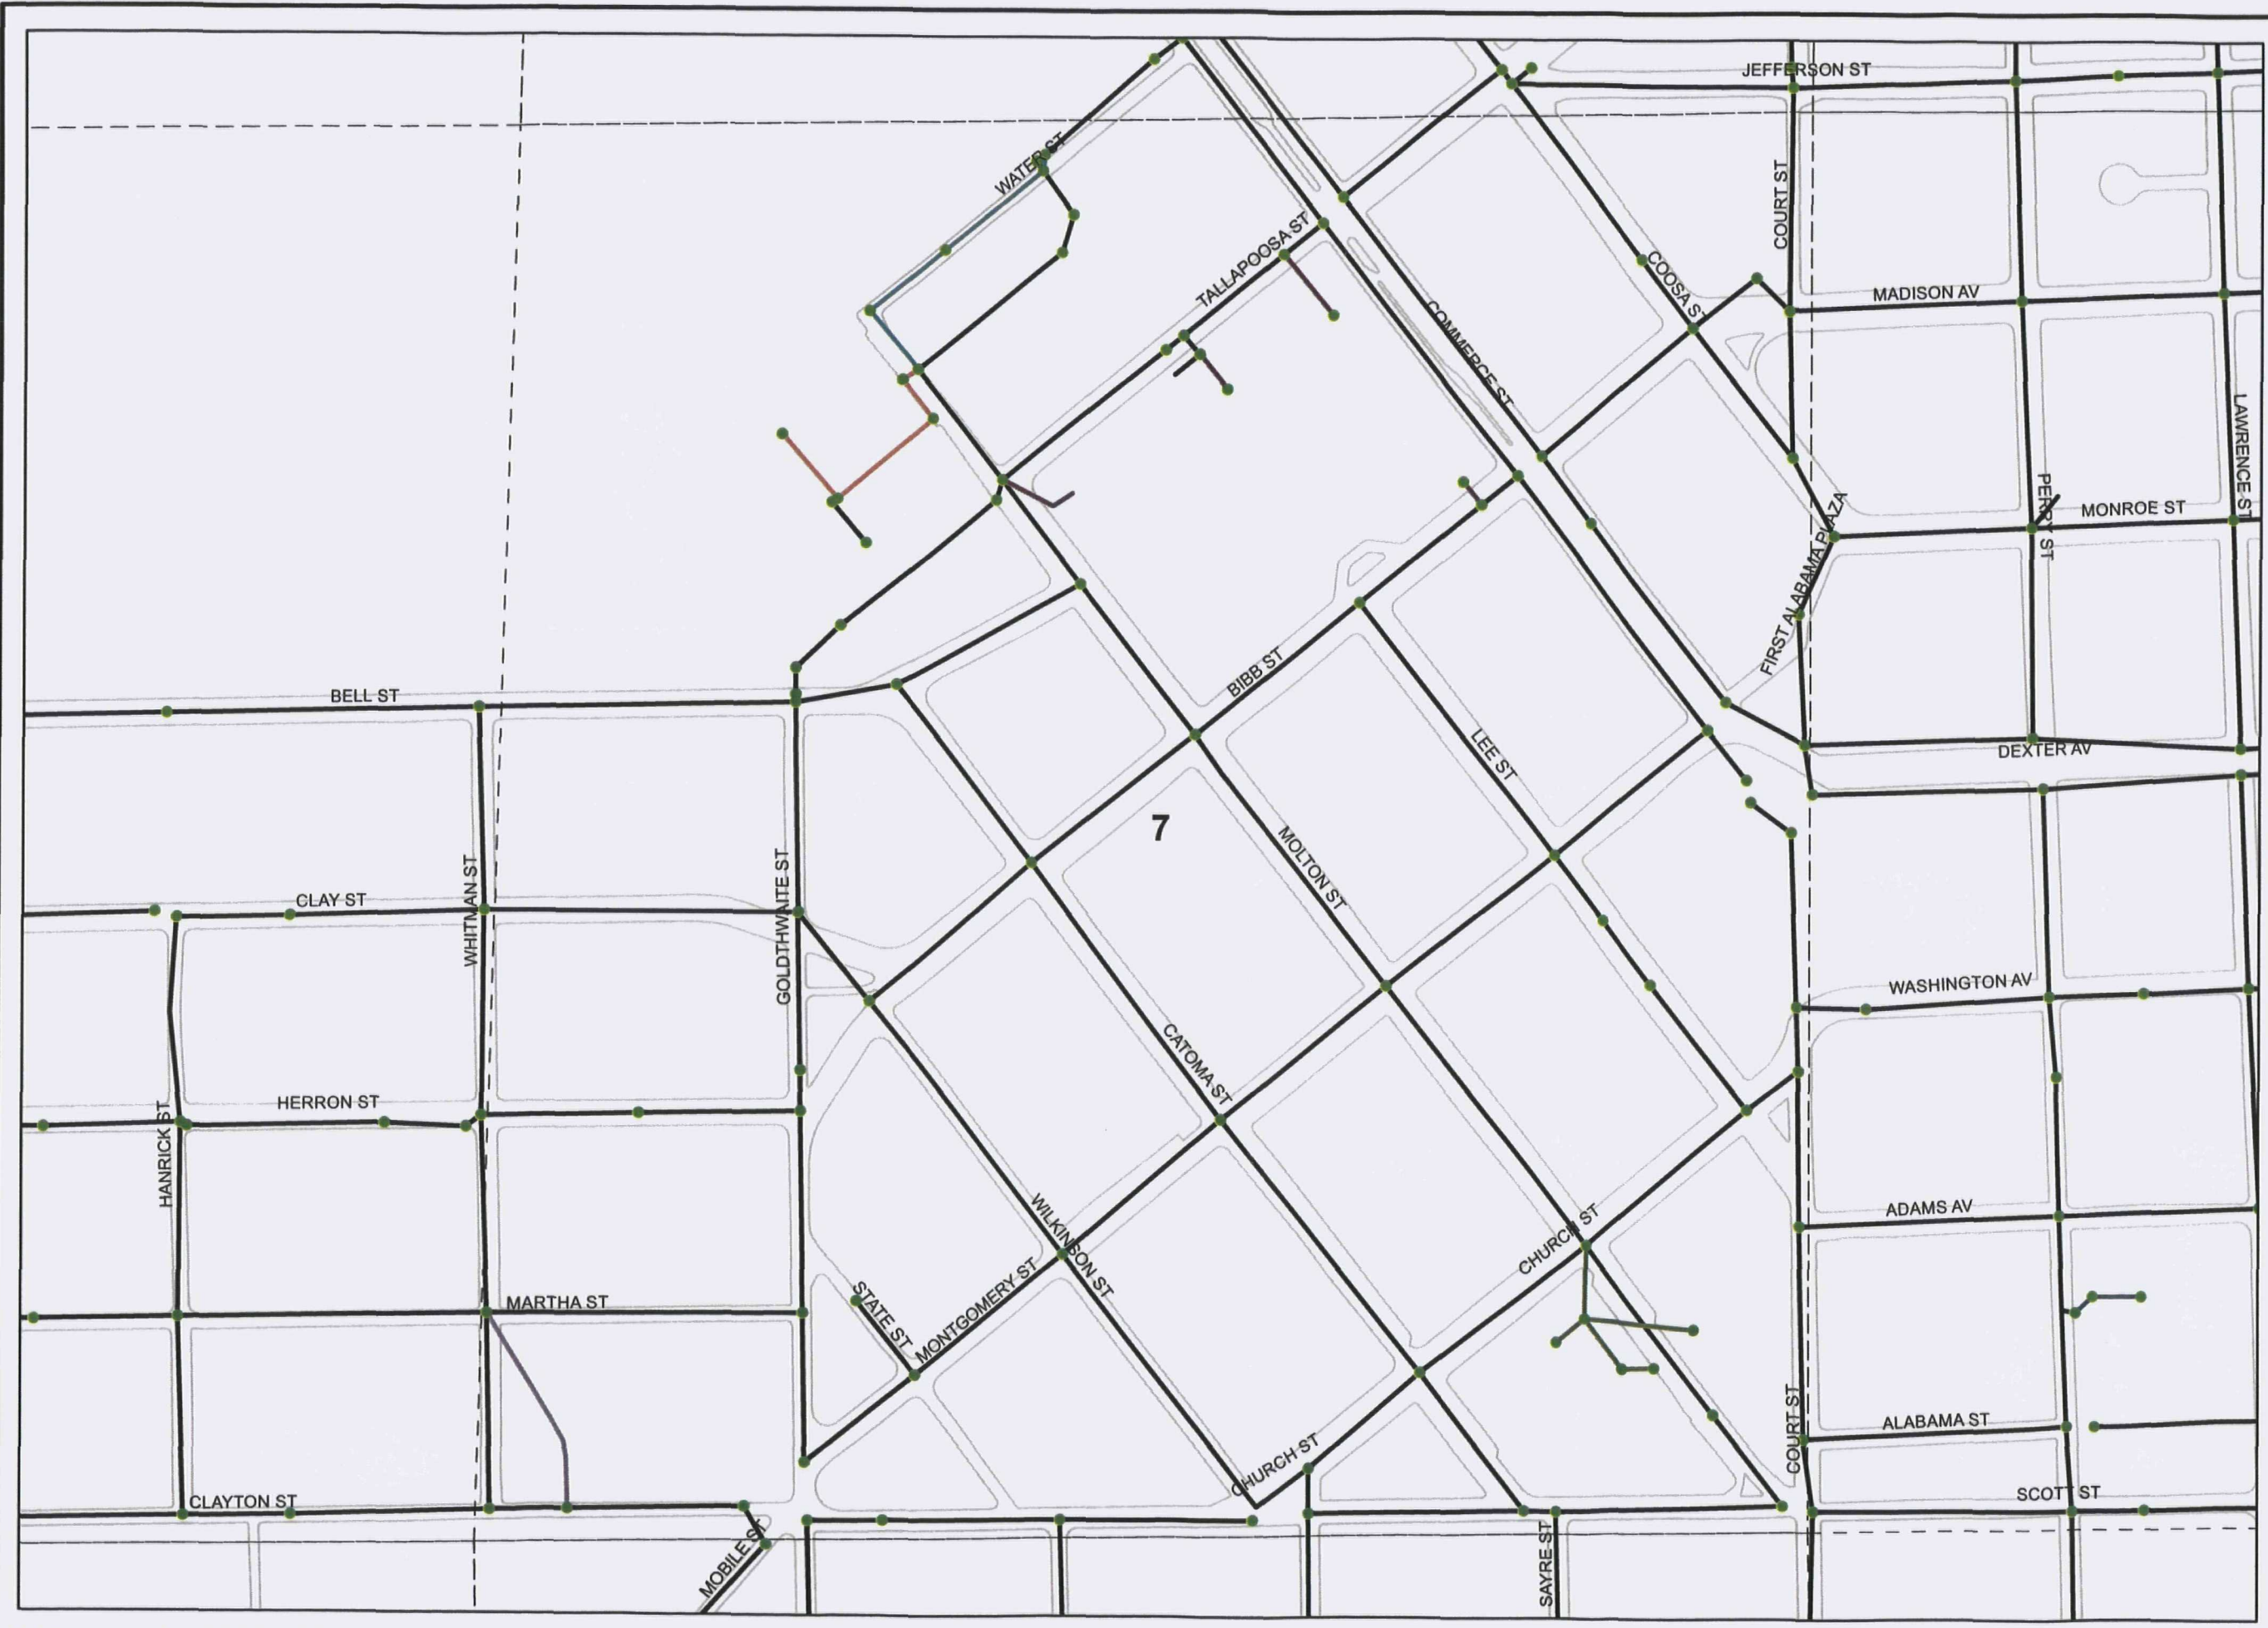 JEFFERSON ST
WATER ST
COURT ST
TALLAPOOSA ST
COOSA ST
MADISON AV
COMMERCE ST
LAWRENCE ST
PERRY ST
MONROE ST
FIRST ALABAMA PLAZA
BELL ST
BIBB ST
LEE ST
DEXTER AV
7
MOLTON ST
WHITMAN ST
GOLDTHWAITE ST
CLAY ST
WASHINGTON AV
CATOMA ST
HERRON ST
HANRICK ST
WILKINSON ST
CHURCH ST
ADAMS AV
MARTHA ST
STATE ST
MONTGOMERY ST
COURT ST
ALABAMA ST
CHURCH ST
CLAYTON ST
SCOTT ST
MOBILE ST
SAYRE ST